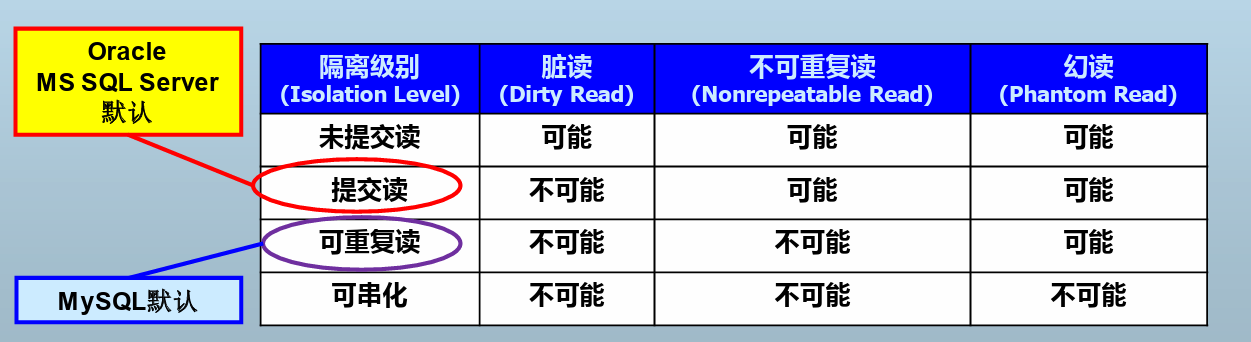 Oracle
MS SQL Server
默认
隔离级别 脏读 不可重复读 幻读
(Isolation Level) (Dirty Read) (Nonrepeatable Read) (Phantom Read)
未提交读 可能 可能 可能
提交读 不可能 可能 可能
可重复读 不可能 不可能 可能
MySQL默认
可串化 不可能 不可能 不可能